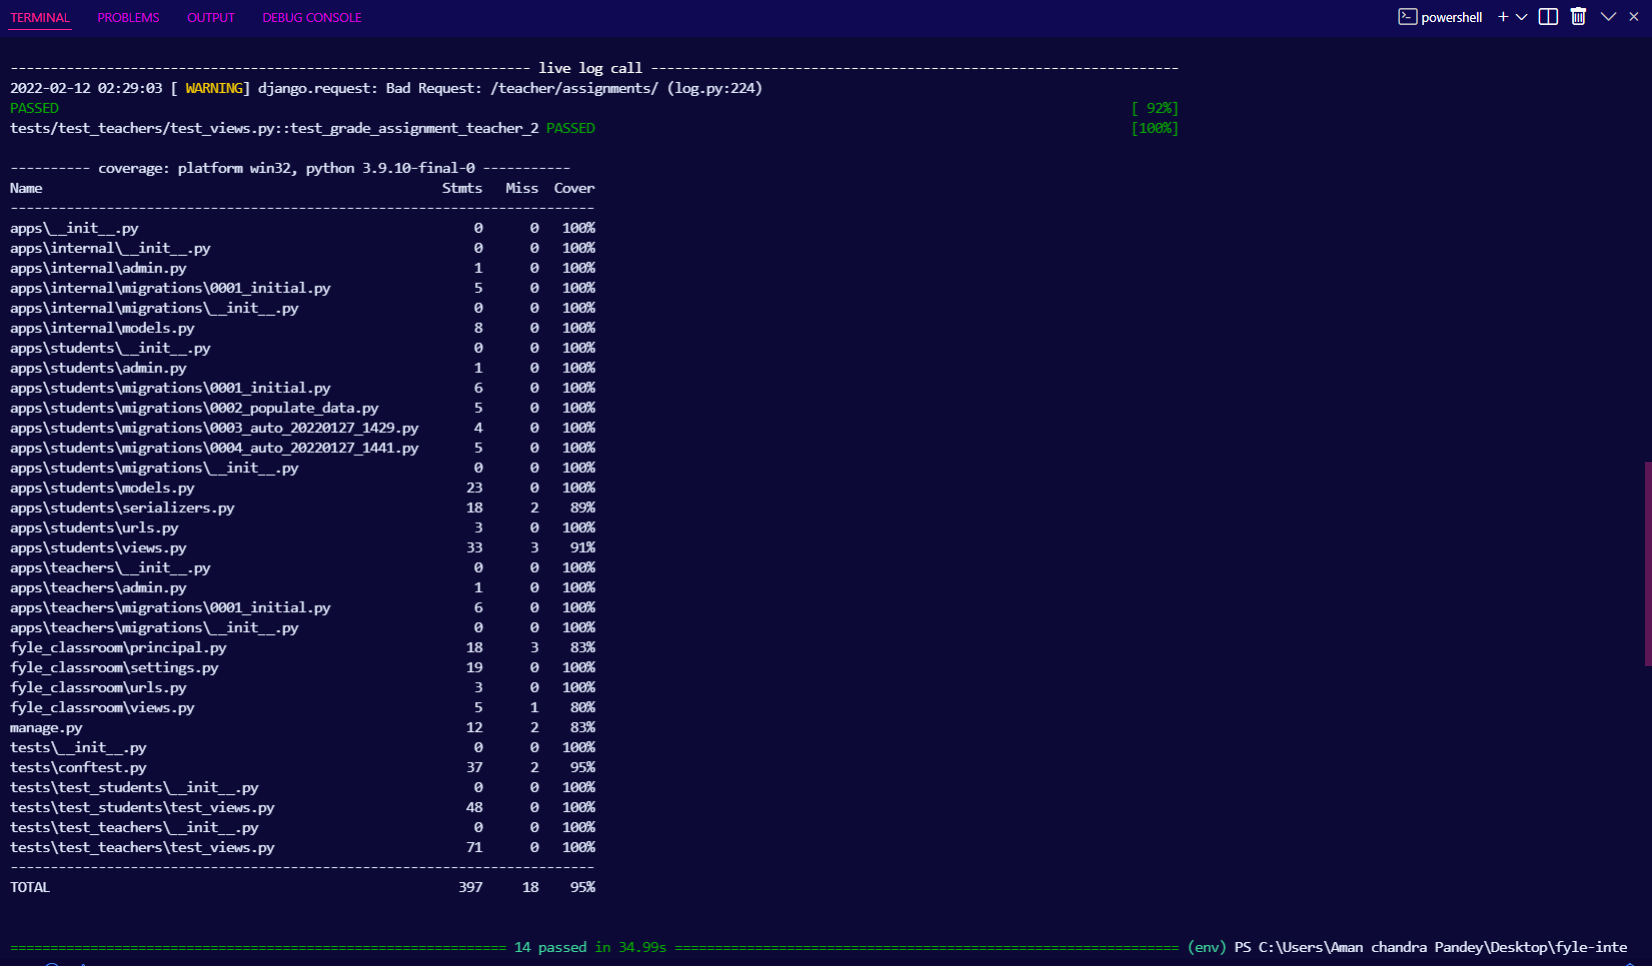 TERMINAL PROBLEMS OUTPUT DEBUG CONSOLE powershell
----------------------------------------------------------------- live log call ------------------------------------------------------------------
2022-02-12 02:29:03 [ WARNING] django.request: Bad Request: /teacher/assignments/ (log.py:224)
PASSED [ 92%]
tests/test_teachers/test_views.py::test_grade_assignment_teacher_2 PASSED [100%]
---------- coverage: platform win32, python 3.9.10-final-0 -----------
Name Stmts Miss Cover
-------------------------------------------------------------------------
apps\__init__.py 0 0 100%
apps\internal\__init__.py 0 0 100%
apps\internal\admin.py 1 0 100%
apps\internal\migrations\0001_initial.py 5 0 100%
apps\internal\migrations\__init__.py 0 0 100%
apps\internal\models.py 8 0 100%
apps\students\__init__.py 0 0 100%
apps\students\admin.py 1 0 100%
apps\students\migrations\0001_initial.py 6 0 100%
apps\students\migrations\0002_populate_data.py 5 0 100%
apps\students\migrations\0003_auto_20220127_1429.py 4 0 100%
apps\students\migrations\0004_auto_20220127_1441.py 5 0 100%
apps\students\migrations\__init__.py 0 0 100%
apps\students\models.py 23 0 100%
apps\students\serializers.py 18 2 89%
apps\students\urls.py 3 0 100%
apps\students\views.py 33 3 91%
apps\teachers\__init__.py 0 0 100%
apps\teachers\admin.py 1 0 100%
apps\teachers\migrations\0001_initial.py 6 0 100%
apps\teachers\migrations\__init__.py 0 0 100%
fyle_classroom\principal.py 18 3 83%
fyle_classroom\settings.py 19 0 100%
fyle_classroom\urls.py 3 0 100%
fyle_classroom\views.py 5 1 80%
manage.py 12 2 83%
tests\__init__.py 0 0 100%
tests\conftest.py 37 2 95%
tests\test_students\__init__.py 0 0 100%
tests\test_students\test_views.py 48 0 100%
tests\test_teachers\__init__.py 0 0 100%
tests\test_teachers\test_views.py 71 0 100%
-------------------------------------------------------------------------
TOTAL 397 18 95%
============================================================== 14 passed in 34.99s =============================================================== (env) PS C:\Users\Aman chandra Pandey\Desktop\fyle-inte